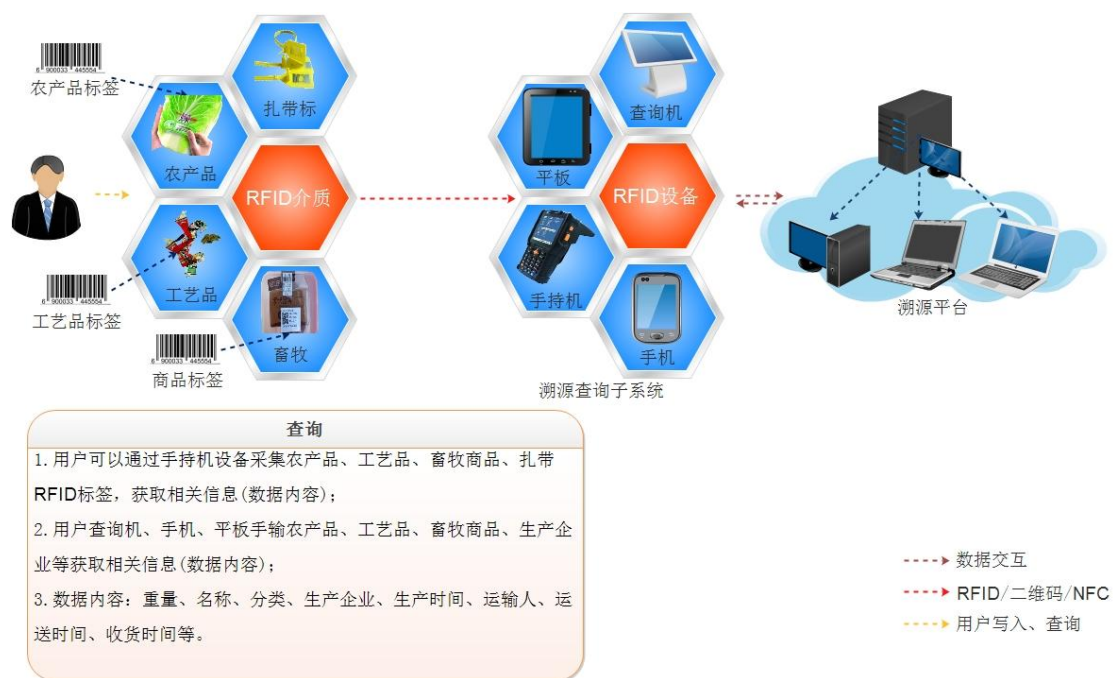 6 900033 445554
农产品标签
扎带标
农产品
RFID介质
工艺品
6 900033 445554
工艺品标签
畜牧
6 900033 445554
商品标签
查询机
平板
RFID设备
手持机
手机
溯源查询子系统
溯源平台
查询
1.用户可以通过手持机设备采集农产品、工艺品、畜牧商品、扎带
RFID标签，获取相关信息(数据内容)；
2.用户查询机、手机、平板手输农产品、工艺品、畜牧商品、生产企
业等获取相关信息(数据内容)；
3.数据内容：重量、名称、分类、生产企业、生产时间、运输人、运
送时间、收货时间等。
数据交互
RFID/二维码/NFC
用户写入、查询